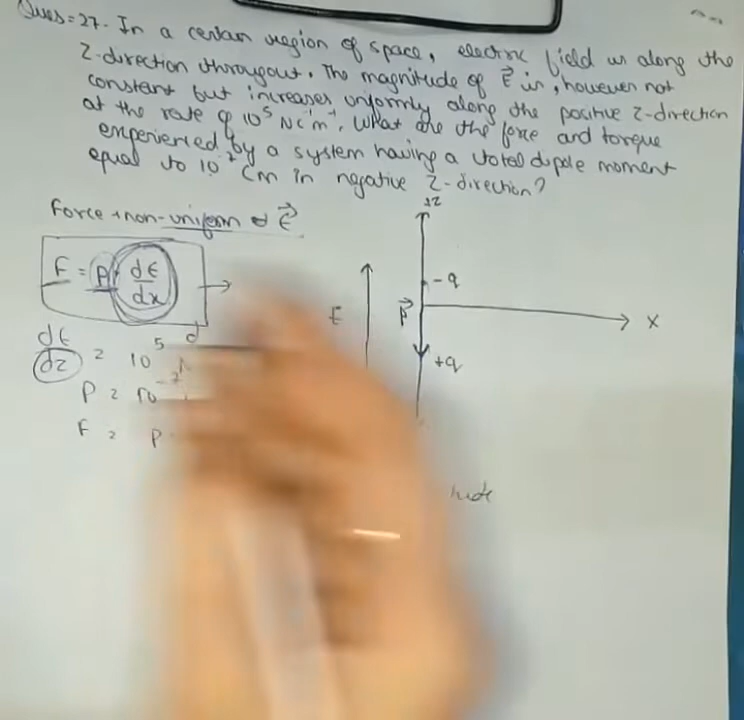 Ques=27. In a certain region of space, electric field is along the
Z-direction througout. The magnitude of E⃗ is, however not
constant but increases uniformly along the positive Z-direction
at the rate of 10⁵ NC⁻¹m⁻¹. What are the force and torque
experienced by a system having a total dipole moment
equal to 10⁻² Cm in negative Z-direction?
Force → non-uniform E⃗
F = P dE/dx
dE/dz = 10⁵
P = 10⁻²
F = P
Z
-q
E
P⃗
X
+q